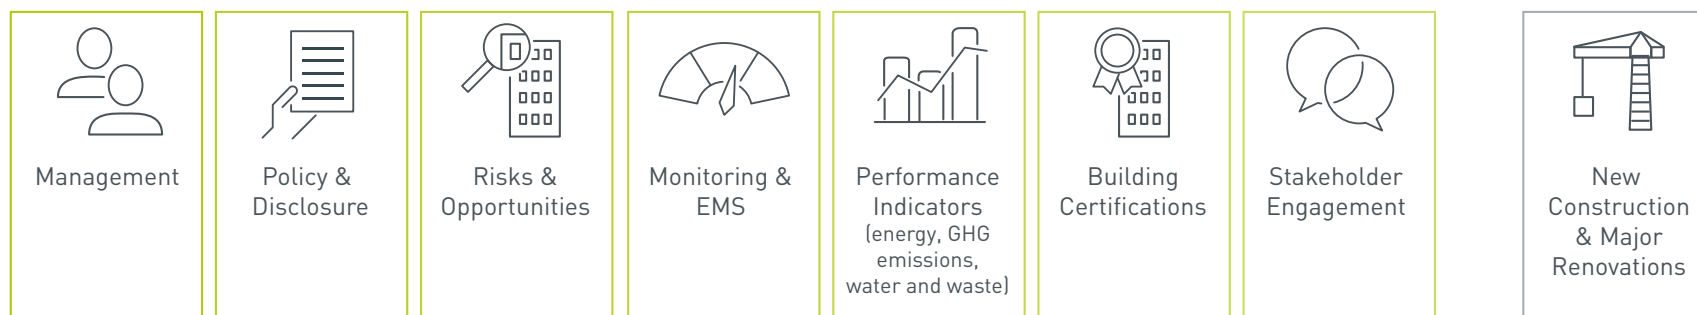 Management
Policy &
Disclosure
Risks &
Opportunities
Monitoring &
EMS
Performance
Indicators
(energy, GHG
emissions,
water and waste)
Building
Certifications
Stakeholder
Engagement
New
Construction
& Major
Renovations